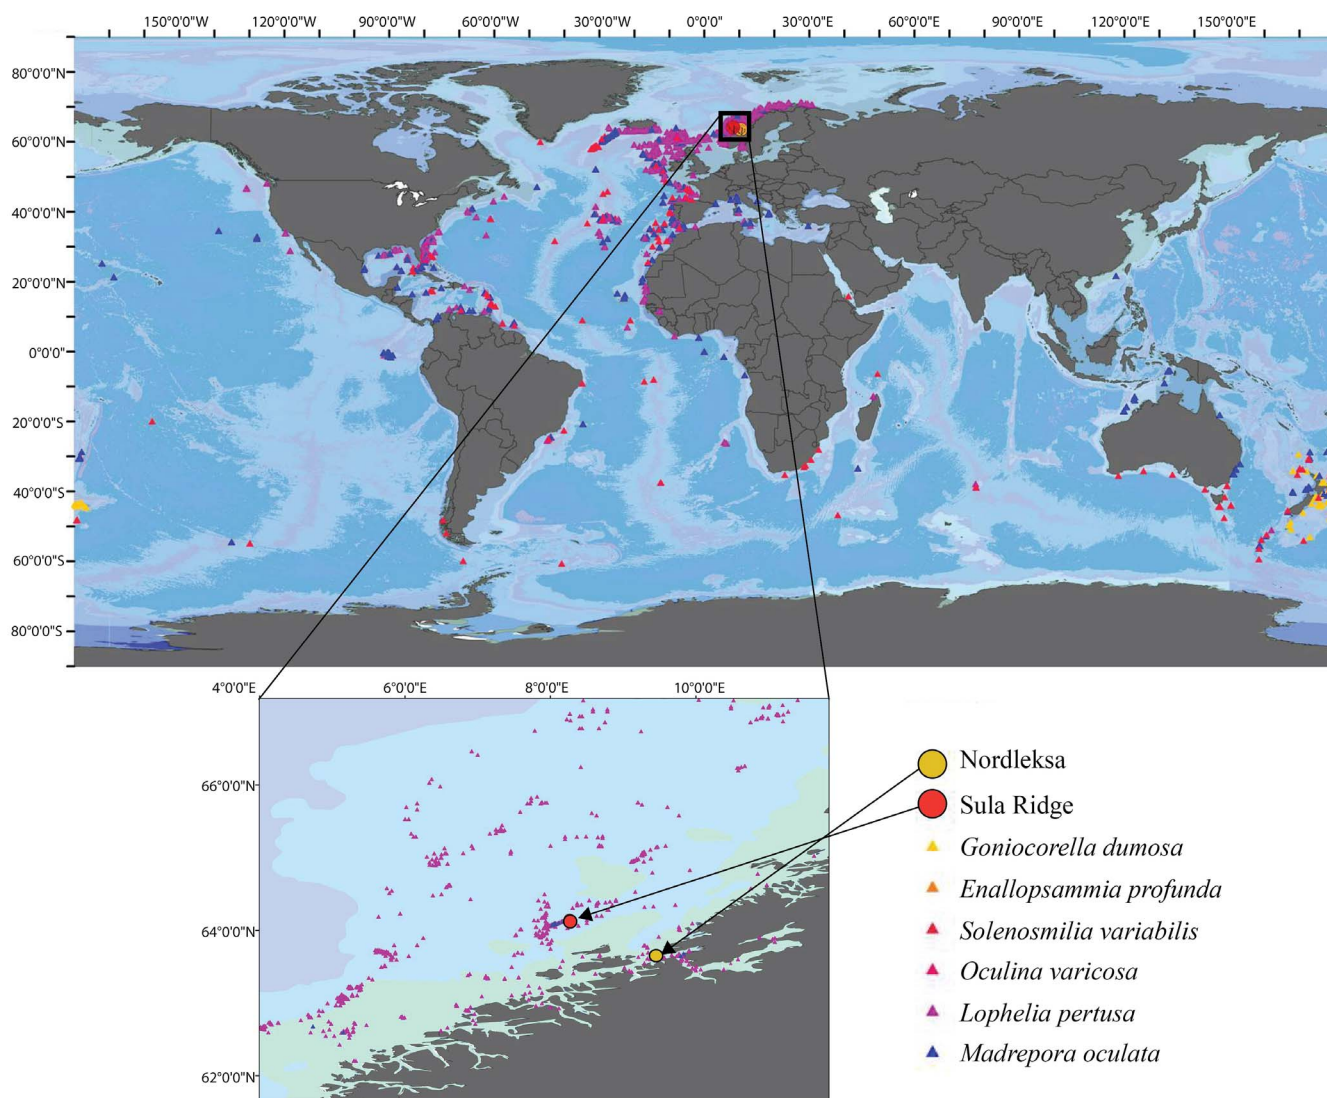 150°0'0"W 120°0'0"W 90°0'0"W 60°0'0"W 30°0'0"W 0°0'0"E 30°0'0"E 60°0'0"E 90°0'0"E 120°0'0"E 150°0'0"E
80°0'0"N
60°0'0"N
40°0'0"N
20°0'0"N
0°0'0"
20°0'0"S
40°0'0"S
60°0'0"S
80°0'0"S
4°0'0"E 6°0'0"E 8°0'0"E 10°0'0"E
66°0'0"N
64°0'0"N
62°0'0"N
Nordleksa
Sula Ridge
Goniocorella dumosa
Enallopsammia profunda
Solenosmilia variabilis
Oculina varicosa
Lophelia pertusa
Madrepora oculata